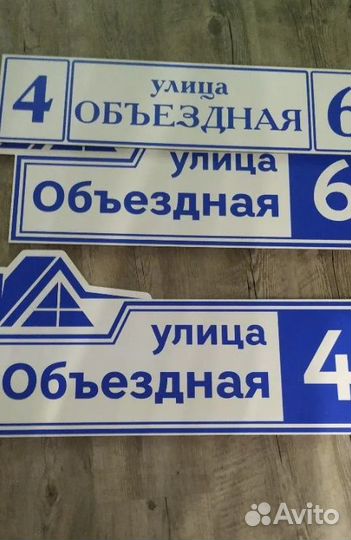 4 улица 6
ОБЪЕЗДНАЯ
улица 6
Объездная
улица 4
Объездная
Avito